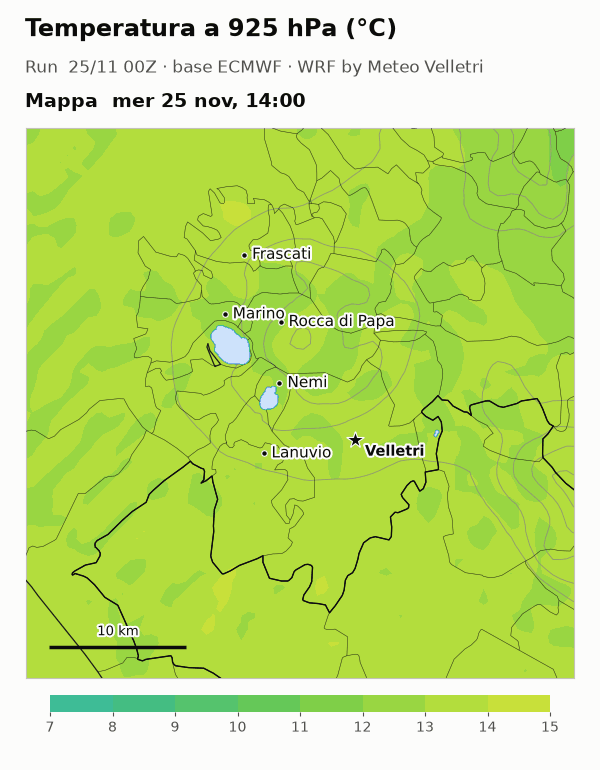 Temperatura a 925 hPa (°C)
Run  25/11 00Z · base ECMWF · WRF by Meteo Velletri
Mappa  mer 25 nov, 14:00
Frascati
Marino
Rocca di Papa
Nemi
Velletri
Lanuvio
10 km
7 8 9 10 11 12 13 14 15